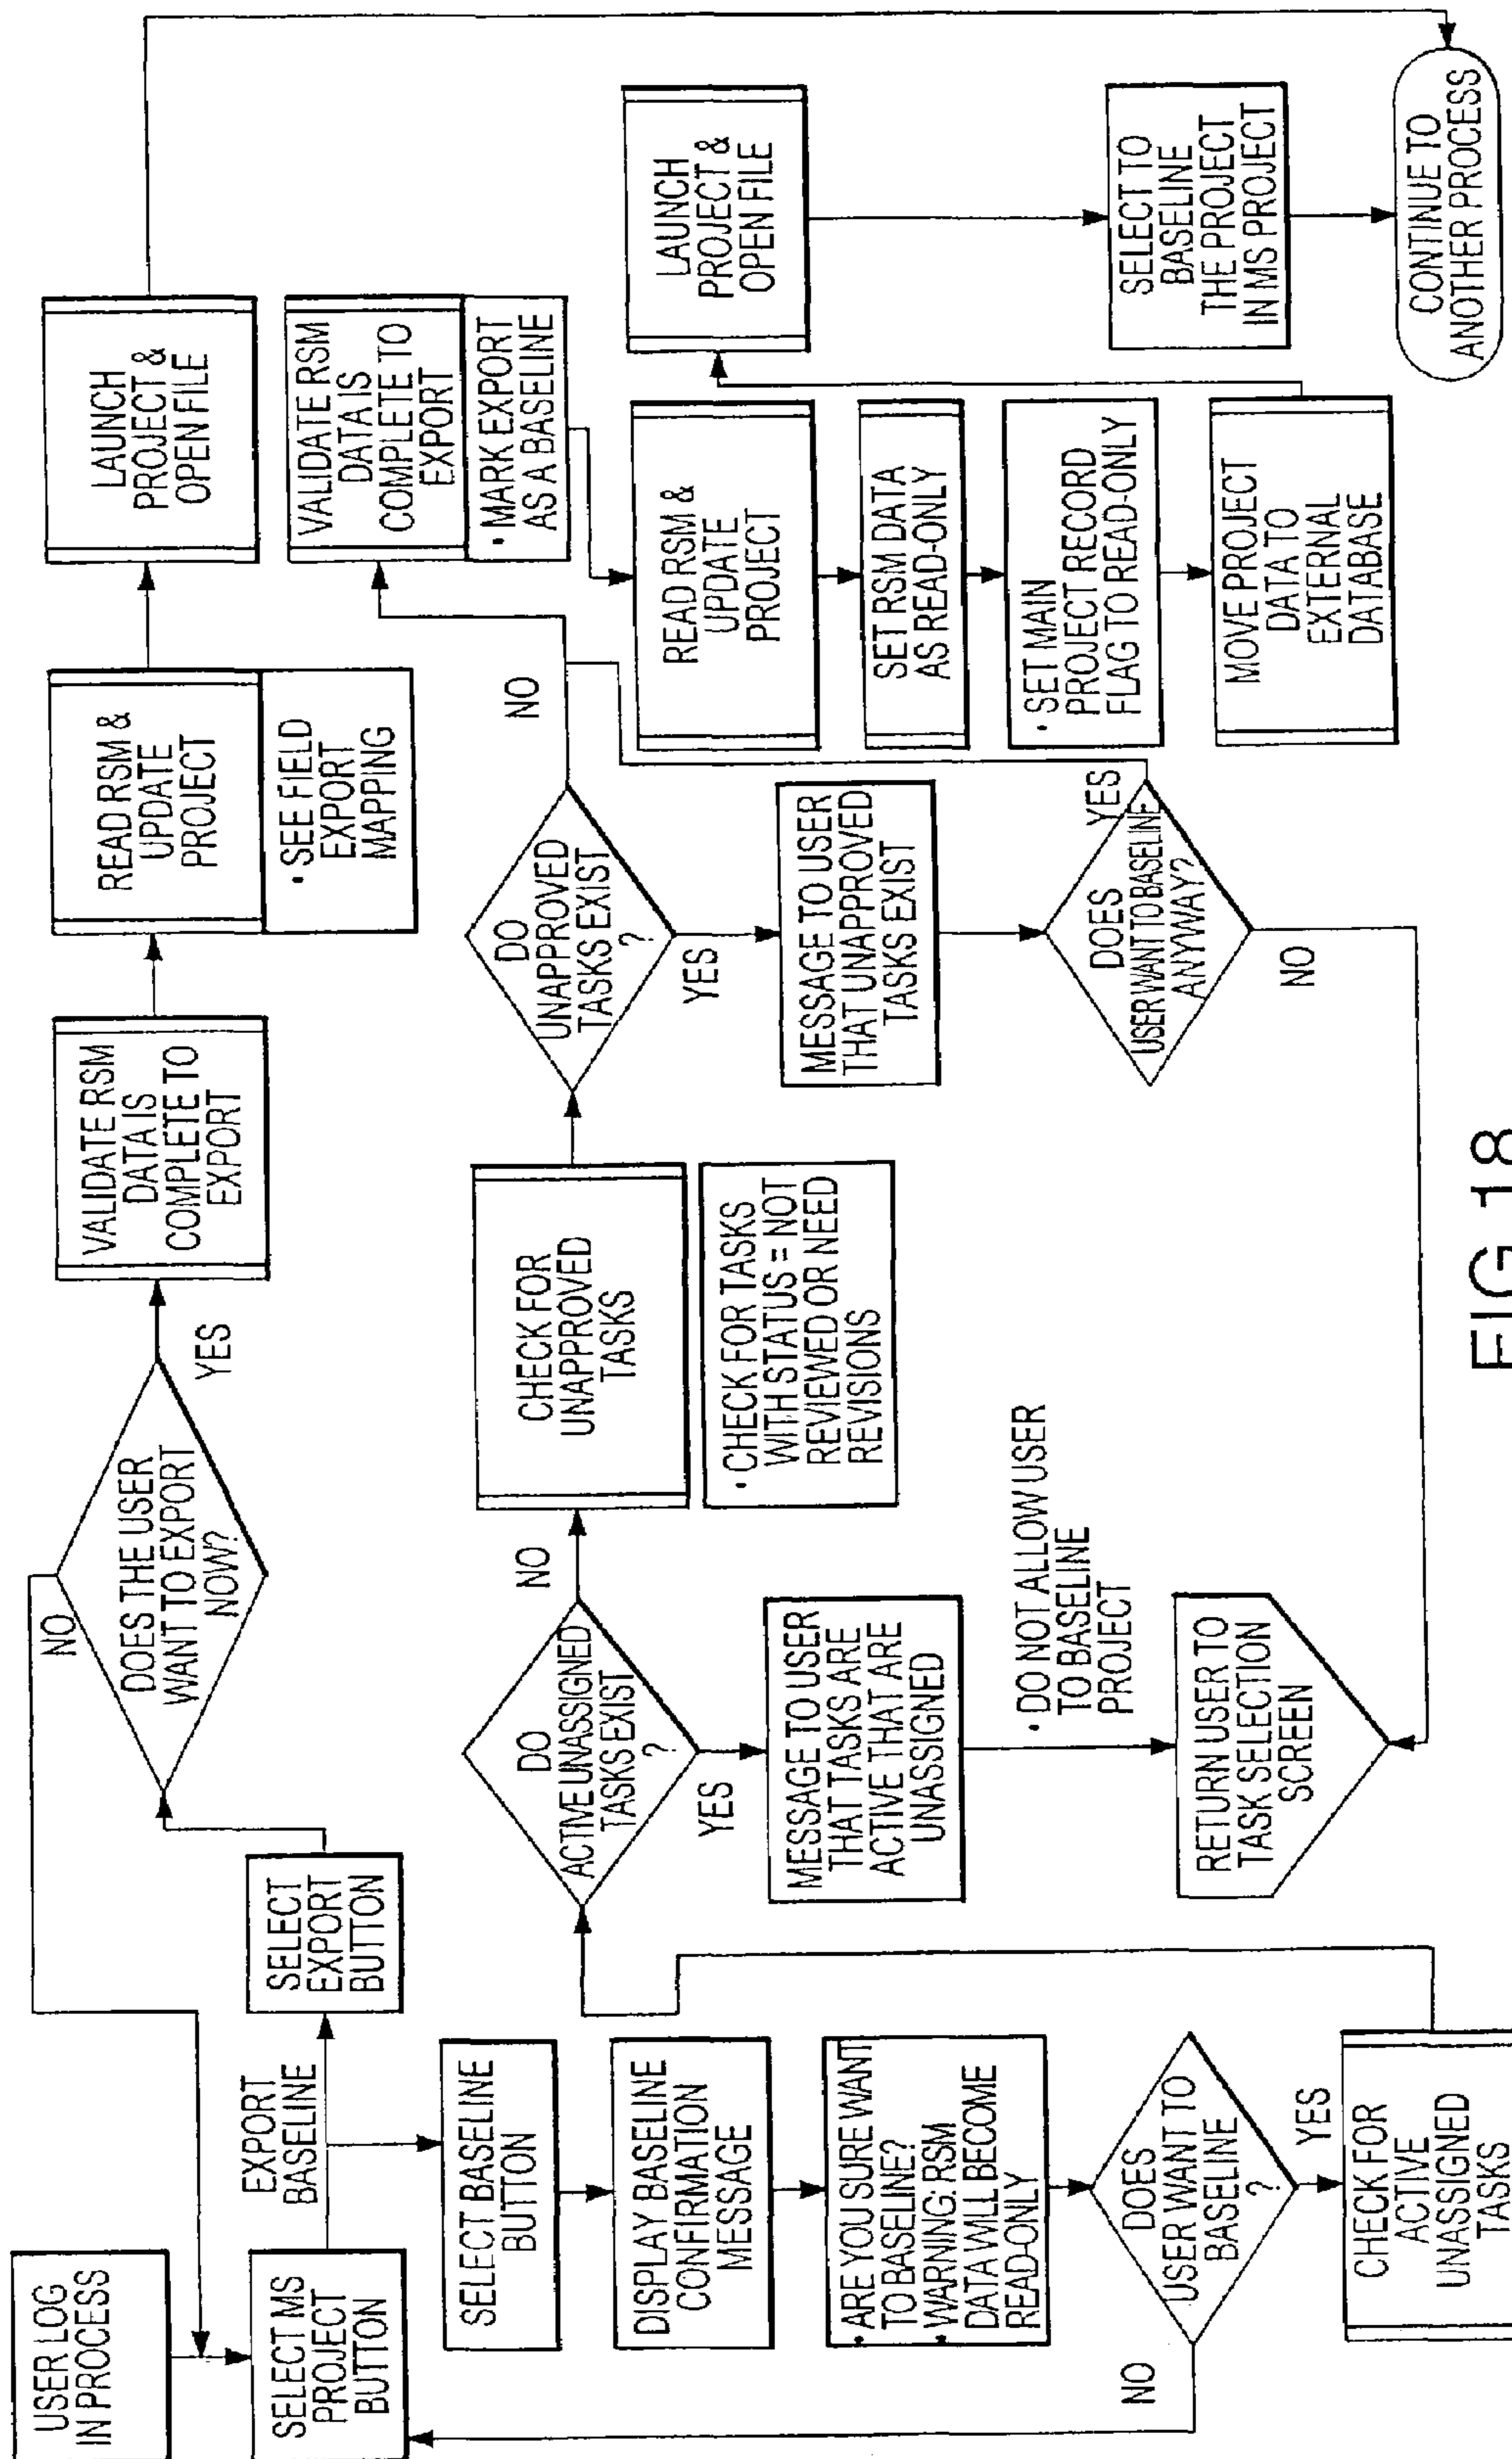 USER LOG
IN PROCESS
SELECT MS
PROJECT
BUTTON
EXPORT
BASELINE
SELECT
EXPORT
BUTTON
NO
DOES THE USER
WANT TO EXPORT
NOW?
YES
VALIDATE RSM
DATA IS
COMPLETE TO
EXPORT
READ RSM &
UPDATE
PROJECT
• SEE FIELD
EXPORT
MAPPING
LAUNCH
PROJECT &
OPEN FILE
SELECT BASELINE
BUTTON
DISPLAY BASELINE
CONFIRMATION
MESSAGE
• ARE YOU SURE WANT
TO BASELINE?
• WARNING: RSM
DATA WILL BECOME
READ-ONLY
DOES
USER WANT TO
BASELINE
?
NO
YES
CHECK FOR
ACTIVE
UNASSIGNED
TASKS
DO
ACTIVE UNASSIGNED
TASKS EXIST
?
NO
YES
MESSAGE TO USER
THAT TASKS ARE
ACTIVE THAT ARE
UNASSIGNED
• DO NOT ALLOW USER
TO BASELINE
PROJECT
RETURN USER TO
TASK SELECTION
SCREEN
CHECK FOR
UNAPPROVED
TASKS
• CHECK FOR TASKS
WITH STATUS = NOT
REVIEWED OR NEED
REVISIONS
DO
UNAPPROVED
TASKS EXIST
?
NO
YES
MESSAGE TO USER
THAT UNAPPROVED
TASKS EXIST
DOES
USER WANT TO BASELINE
ANYWAY?
YES
NO
VALIDATE RSM
DATA IS
COMPLETE TO
EXPORT
• MARK EXPORT
AS A BASELINE
READ RSM &
UPDATE
PROJECT
SET RSM DATA
AS READ-ONLY
• SET MAIN
PROJECT RECORD
FLAG TO READ-ONLY
MOVE PROJECT
DATA TO
EXTERNAL
DATABASE
LAUNCH
PROJECT &
OPEN FILE
SELECT TO
BASELINE
THE PROJECT
IN MS PROJECT
CONTINUE TO
ANOTHER PROCESS
FIG 18